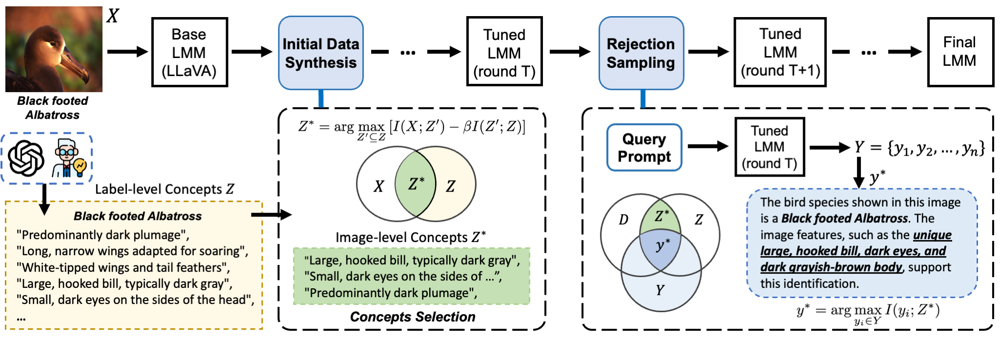 X
Black footed
Albatross
Base
LMM
(LLaVA)
Initial Data
Synthesis
...
Tuned
LMM
(round T)
Rejection
Sampling
Tuned
LMM
(round T+1)
...
Final
LMM
Label-level Concepts Z
Black footed Albatross
"Predominantly dark plumage",
"Long, narrow wings adapted for soaring",
"White-tipped wings and tail feathers",
"Large, hooked bill, typically dark gray",
"Small, dark eyes on the sides of the head",
...
Z* = arg max [I(X; Z′) − βI(Z′; Z)]
Z′⊆Z
X Z* Z
Image-level Concepts Z*
"Large, hooked bill, typically dark gray",
"Small, dark eyes on the sides of ...”,
"Predominantly dark plumage",
Concepts Selection
Query
Prompt
Tuned
LMM
(round T)
Y = {y₁, y₂, ..., yₙ}
y*
D Z* Z
y*
Y
The bird species shown in this image
is a Black footed Albatross. The
image features, such as the unique
large, hooked bill, dark eyes, and
dark grayish-brown body, support
this identification.
y* = arg max I(yᵢ; Z*)
yᵢ∈Y